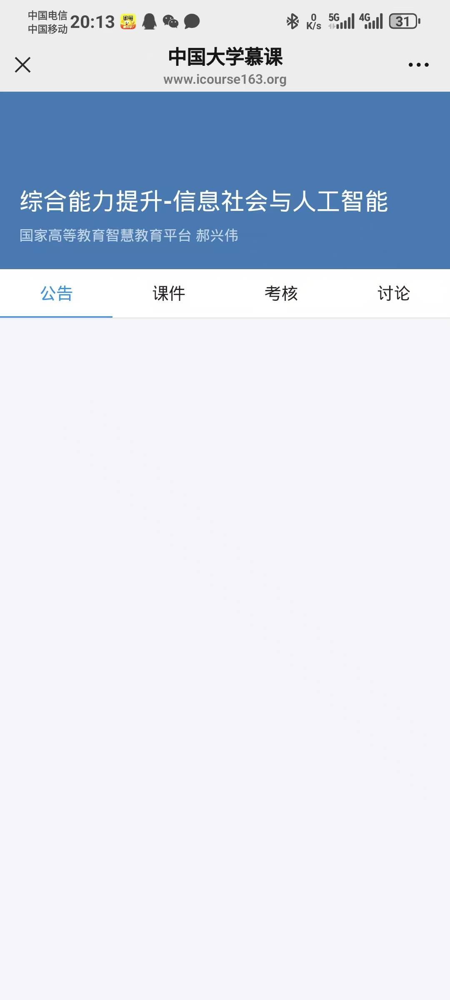 中国电信
中国移动
20:13
0
K/s
5G
4G
31
中国大学慕课
www.icourse163.org
综合能力提升-信息社会与人工智能
国家高等教育智慧教育平台 郝兴伟
公告 课件 考核 讨论